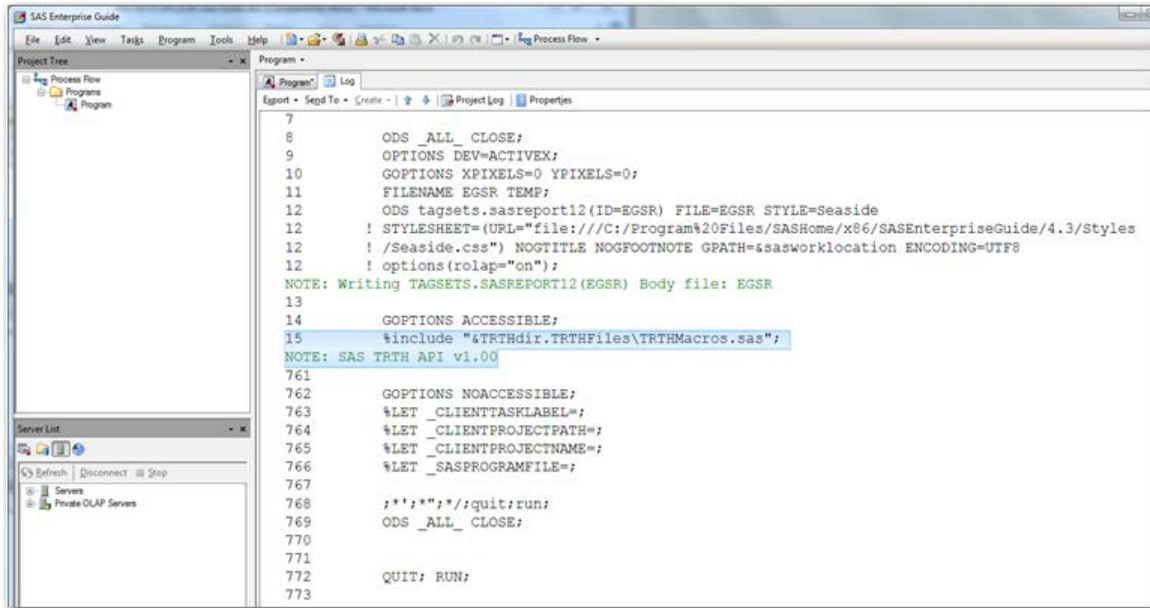 SAS Enterprise Guide
File Edit View Tasks Program Tools Help Process Flow
Project Tree
Process Flow
Programs
Program
Program
Program* Log
Export Send To Create Project Log Properties
7
8 ODS _ALL_ CLOSE;
9 OPTIONS DEV=ACTIVEX;
10 GOPTIONS XPIXELS=0 YPIXELS=0;
11 FILENAME EGSR TEMP;
12 ODS tagsets.sasreport12(ID=EGSR) FILE=EGSR STYLE=Seaside
12 ! STYLESHEET=(URL="file:///C:/Program%20Files/SASHome/x86/SASEnterpriseGuide/4.3/Styles
12 ! /Seaside.css") NOGTITLE NOGFOOTNOTE GPATH=&sasworklocation ENCODING=UTF8
12 ! options(rolap="on");
NOTE: Writing TAGSETS.SASREPORT12(EGSR) Body file: EGSR
13
14 GOPTIONS ACCESSIBLE;
15 %include "&TRTHdir.TRTHFiles\TRTHMacros.sas";
NOTE: SAS TRTH API v1.00
761
762 GOPTIONS NOACCESSIBLE;
763 %LET _CLIENTTASKLABEL=;
764 %LET _CLIENTPROJECTPATH=;
765 %LET _CLIENTPROJECTNAME=;
766 %LET _SASPROGRAMFILE=;
767
768 ;*';*";*/;quit;run;
769 ODS _ALL_ CLOSE;
770
771
772 QUIT; RUN;
773
Server List
Refresh Disconnect Stop
Servers
Private OLAP Servers